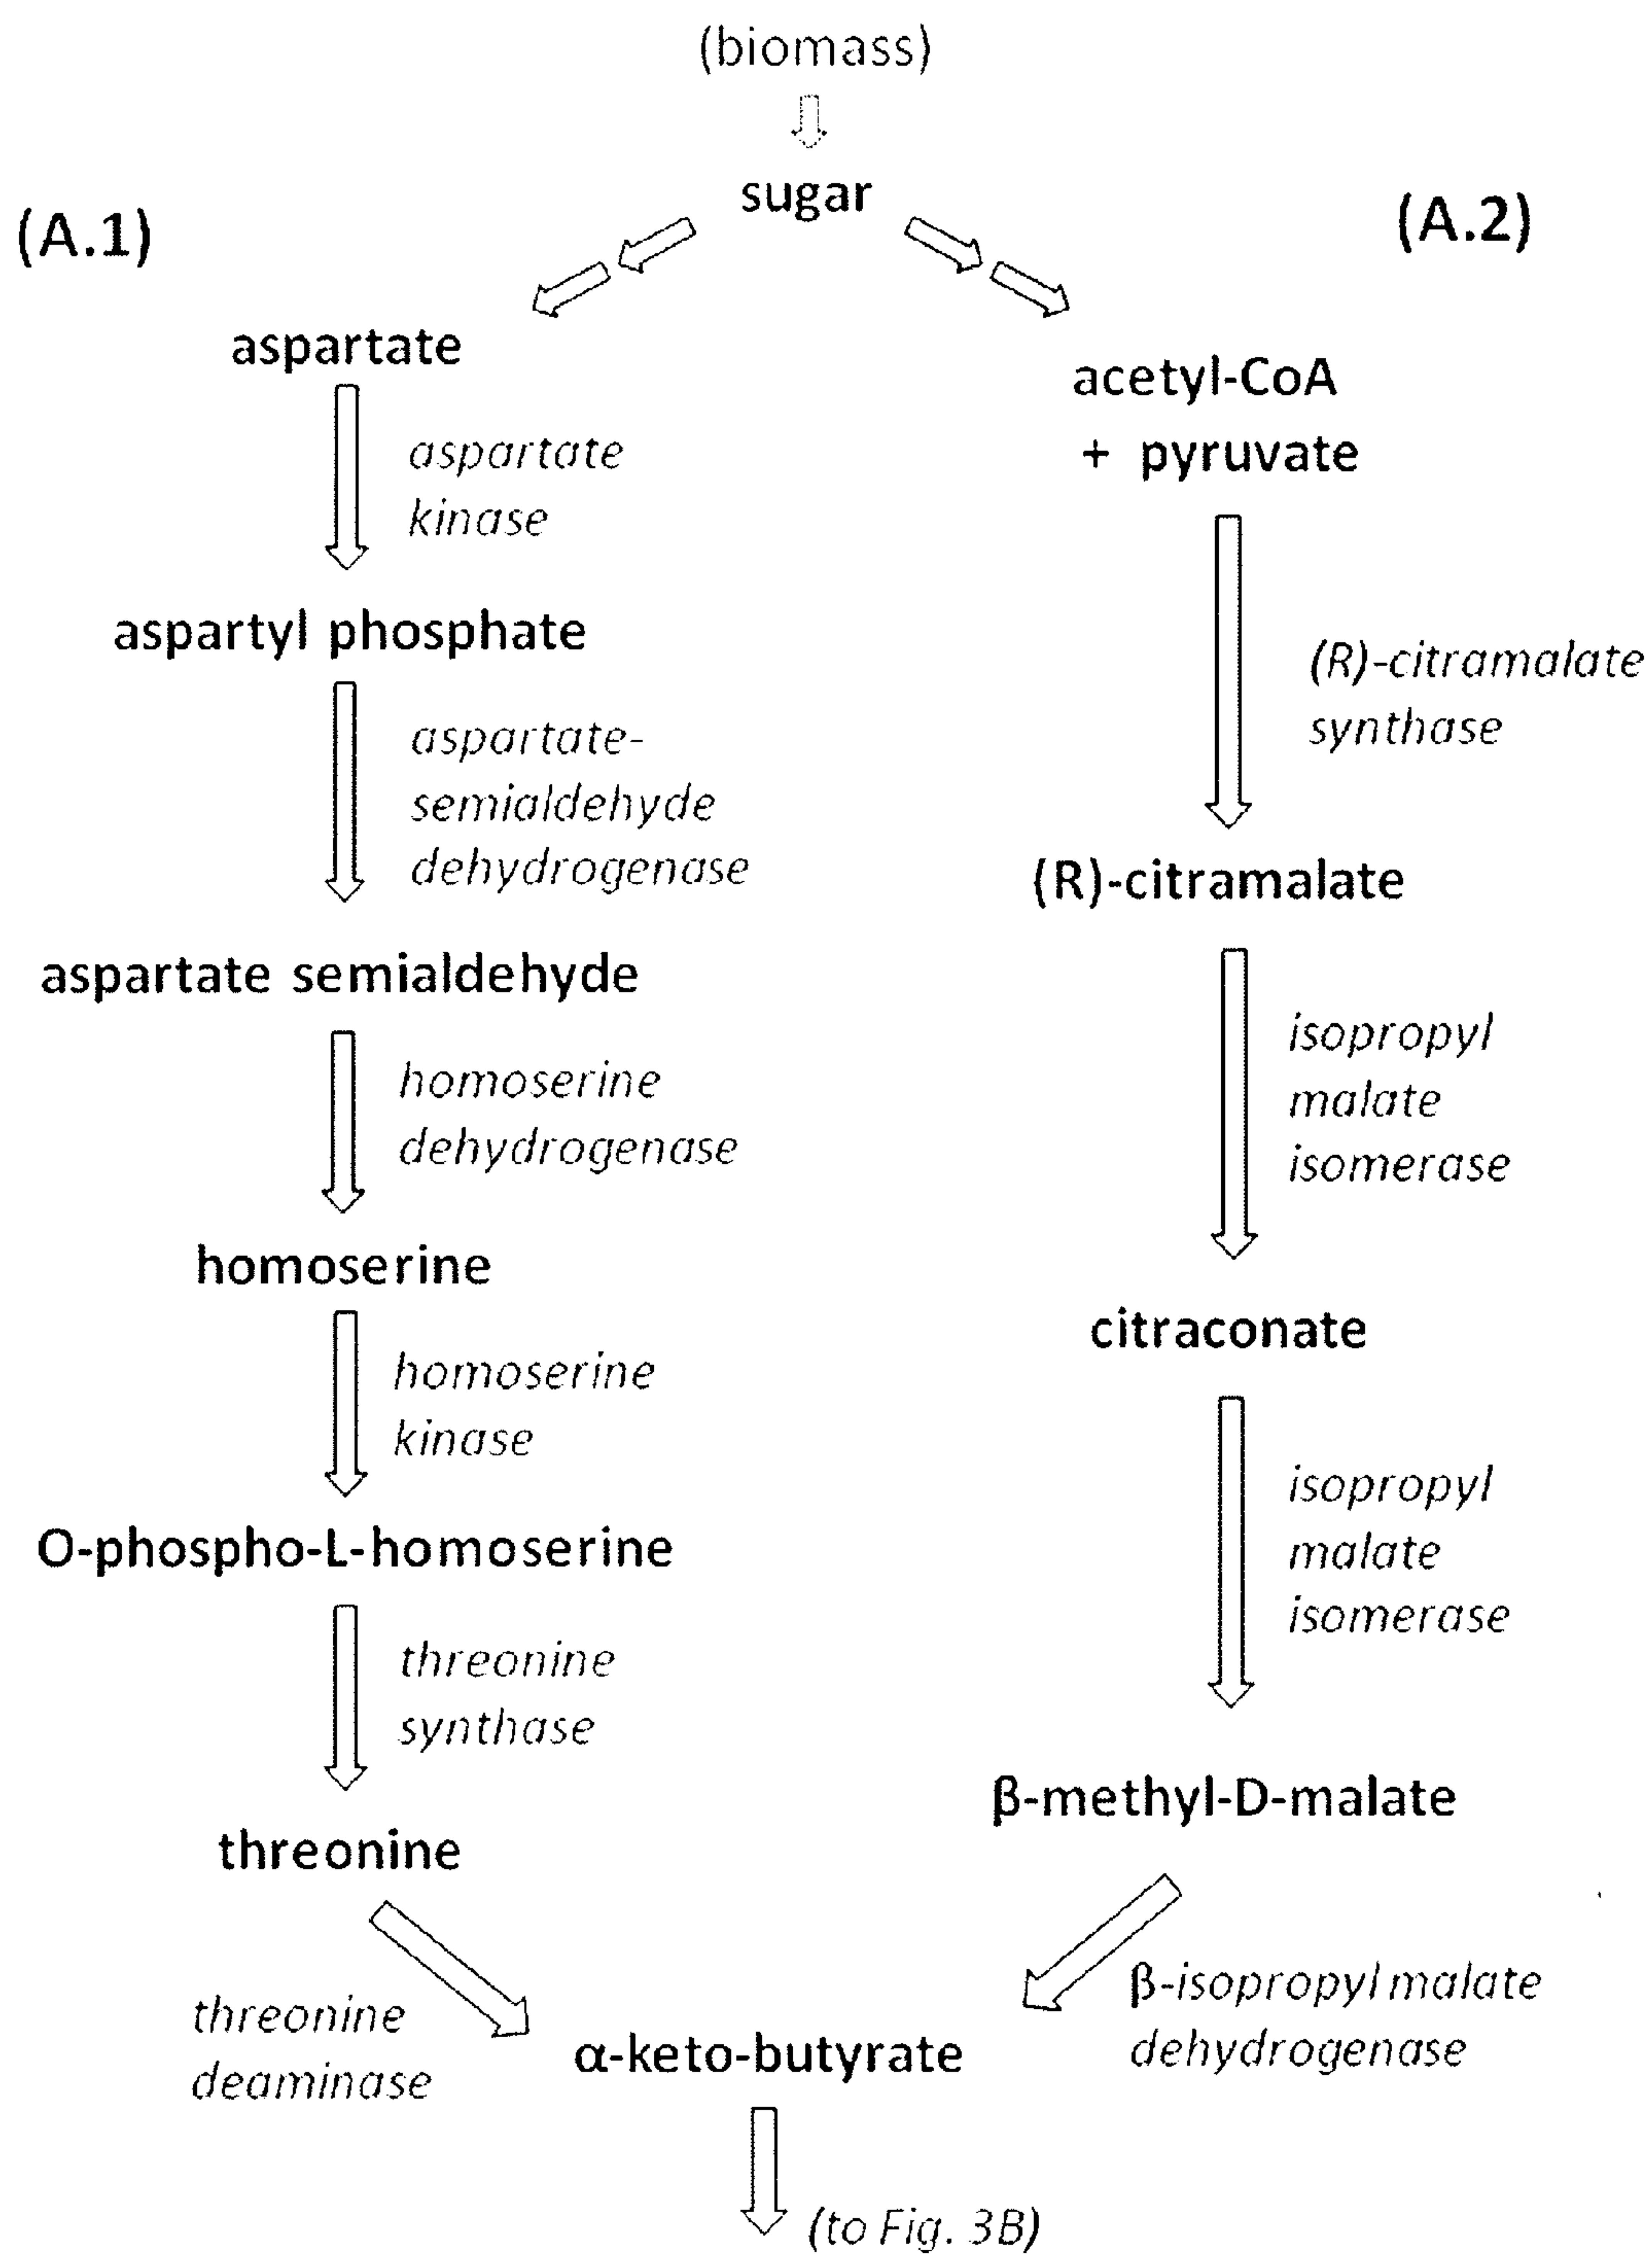 (biomass)
sugar
(A.1)
(A.2)
aspartate
aspartate
kinase
aspartyl phosphate
aspartate-
semialdehyde
dehydrogenase
aspartate semialdehyde
homoserine
dehydrogenase
homoserine
homoserine
kinase
O-phospho-L-homoserine
threonine
synthase
threonine
threonine
deaminase
acetyl-CoA
+ pyruvate
(R)-citramalate
synthase
(R)-citramalate
isopropyl
malate
isomerase
citraconate
isopropyl
malate
isomerase
β-methyl-D-malate
β-isopropyl malate
dehydrogenase
α-keto-butyrate
(to Fig. 3B)